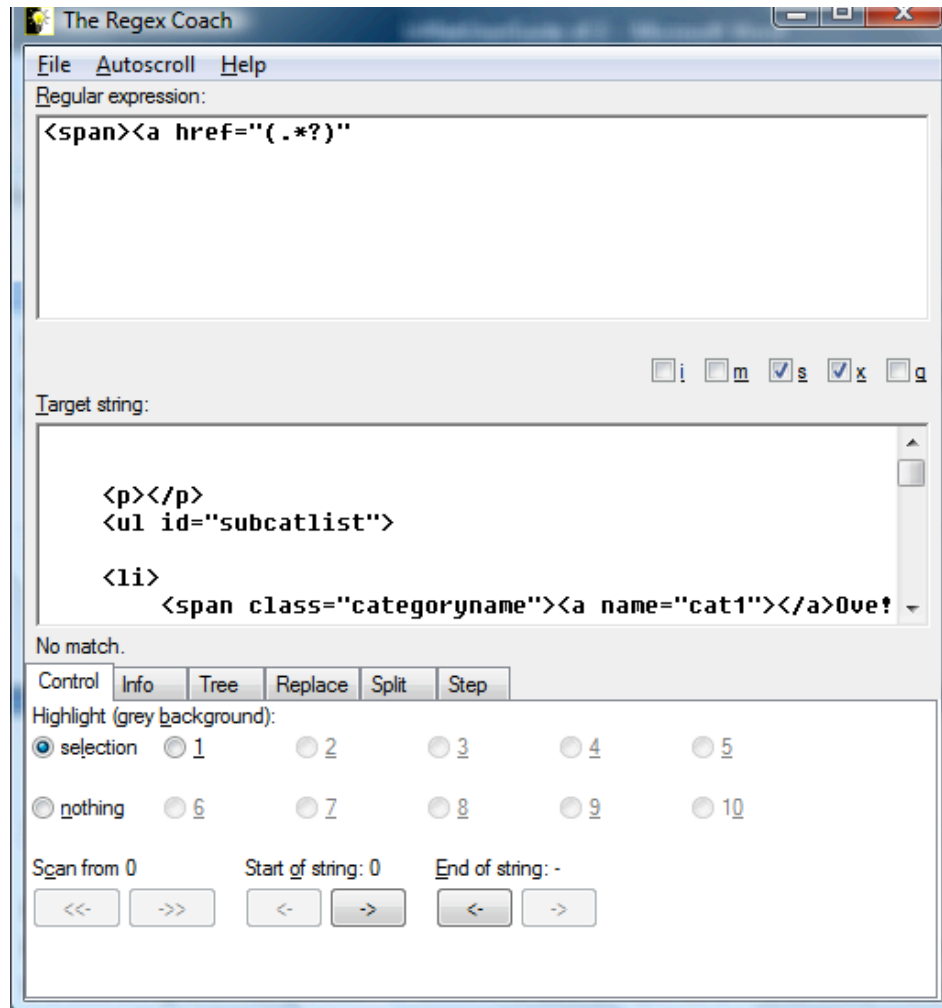 The Regex Coach
File Autoscroll Help
Regular expression:
<span><a href="(.*?)"
i m s x g
Target string:
<p></p>
<ul id="subcatlist">
<li>
<span class="categoryname"><a name="cat1"></a>Ove!
No match.
Control Info Tree Replace Split Step
Highlight (grey background):
selection 1 2 3 4 5
nothing 6 7 8 9 10
Scan from 0 Start of string: 0 End of string: -
<<- ->> <- -> <- ->